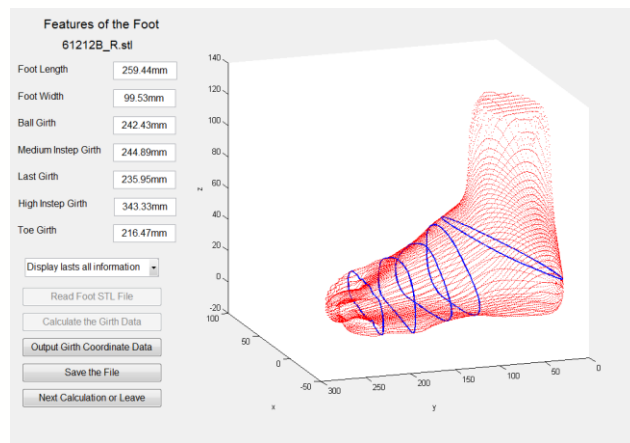 Features of the Foot
61212B_R.stl
Foot Length 259.44mm
Foot Width 99.53mm
Ball Girth 242.43mm
Medium Instep Girth 244.89mm
Last Girth 235.95mm
High Instep Girth 343.33mm
Toe Girth 216.47mm
Display lasts all information
Read Foot STL File
Calculate the Girth Data
Output Girth Coordinate Data
Save the File
Next Calculation or Leave
140
120
100
80
60
40
20
0
-20
z
100
50
0
-50
x
300
250
200
150
100
50
0
y